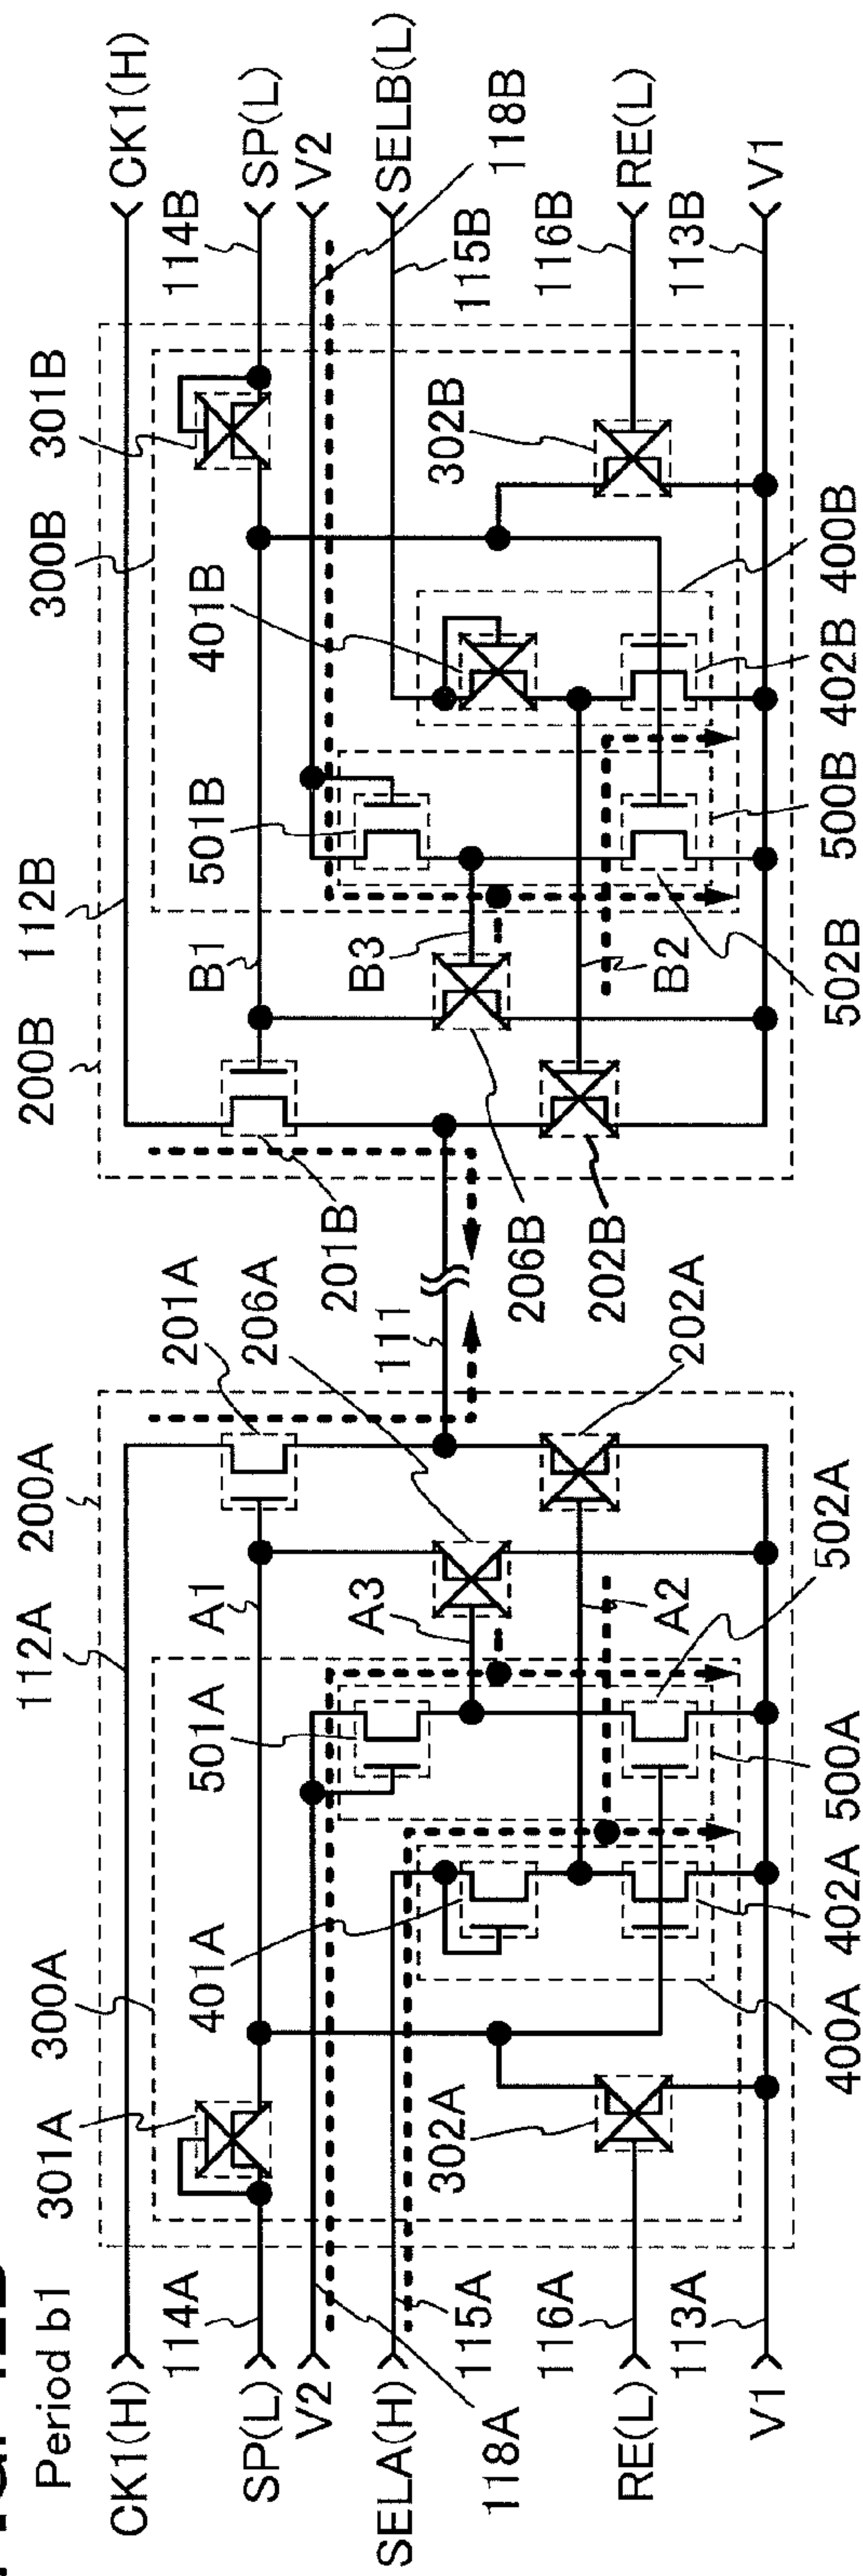 Period b1
301A
300A
112A
200A
200B
112B
300B
301B
CK1(H)
CK1(H)
114A
501A
A1
201A
206A
111
201B
B1
501B
401B
114B
SP(L)
SP(L)
V2
V2
118A
401A
A3
B3
302B
118B
SELA(H)
SELB(L)
115A
302A
206B
115B
116A
A2
202A
202B
B2
116B
RE(L)
RE(L)
113A
113B
V1
V1
400A
402A
500A
502A
502B
500B
402B
400B